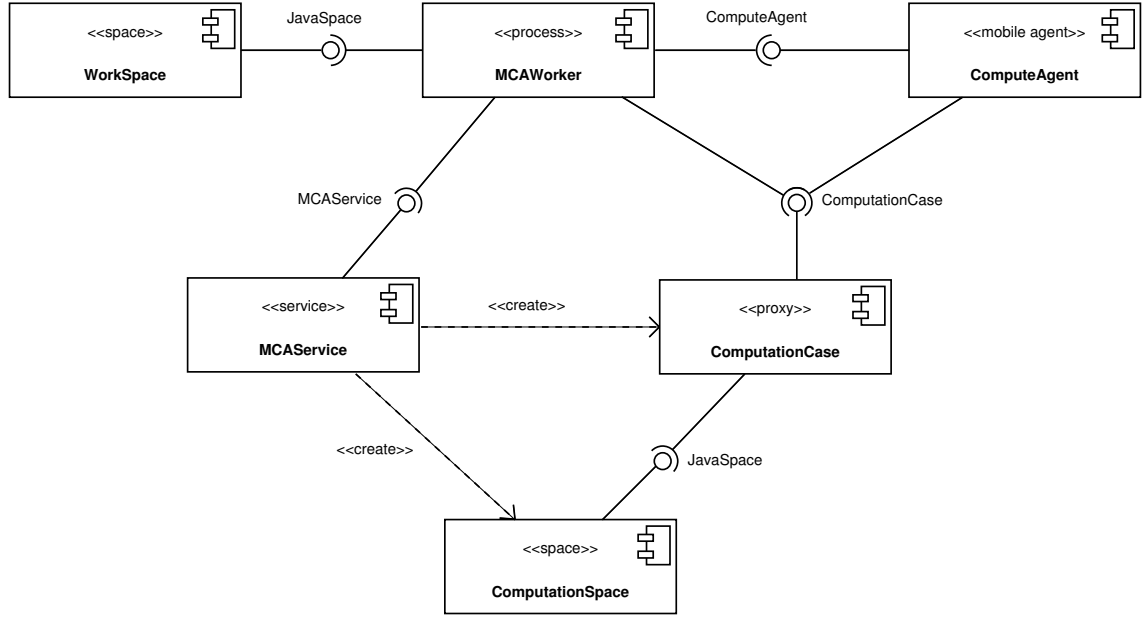 JavaSpace
ComputeAgent
<<space>>
WorkSpace
<<process>>
MCAWorker
<<mobile agent>>
ComputeAgent
MCAService
ComputationCase
<<service>>
MCAService
<<create>>
<<proxy>>
ComputationCase
<<create>>
JavaSpace
<<space>>
ComputationSpace